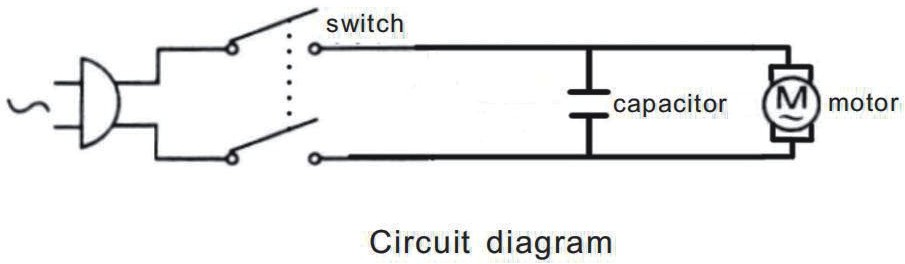 switch
capacitor
M
motor
Circuit diagram